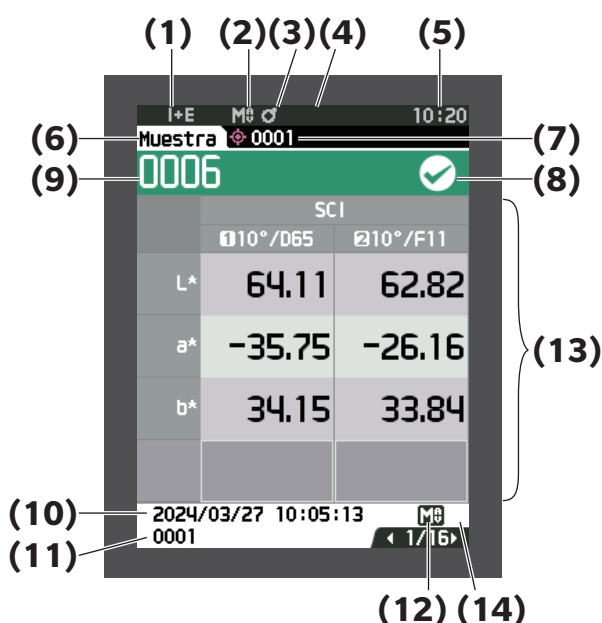 (1) (2)(3)(4) (5)
I+E M 10:20
(6) Muestra 0001 (7)
(9) 0006 (8)
SCI
1 10°/D65 2 10°/F11
L* 64.11 62.82
a* -35.75 -26.16
(13)
b* 34.15 33.84
(10) 2024/03/27 10:05:13 M
(11) 0001 1/16
(12) (14)